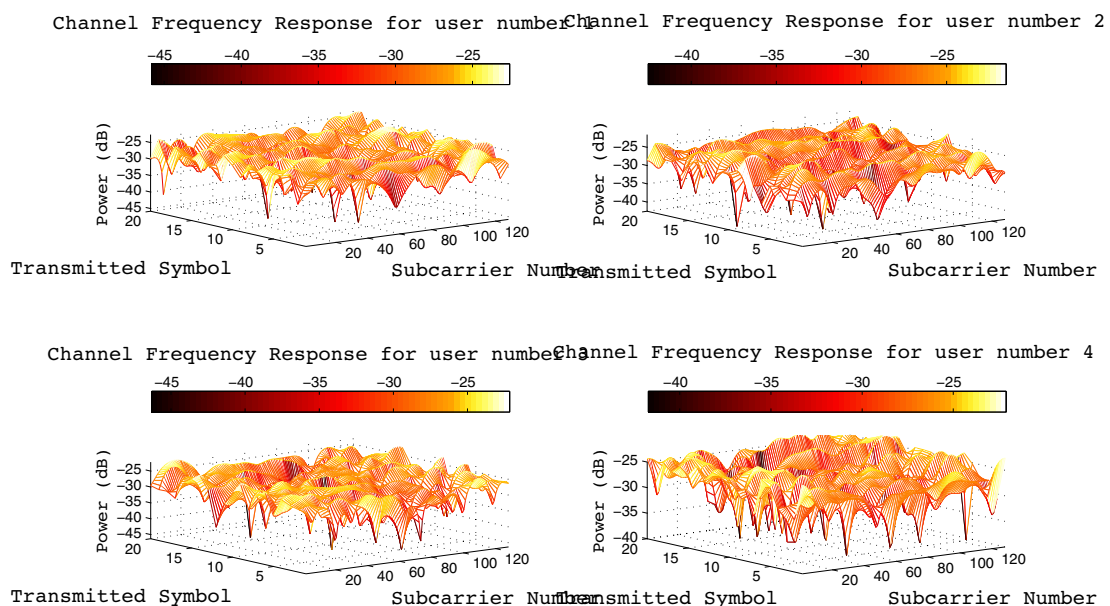 Channel Frequency Response for user number 1
−45 −40 −35 −30 −25
Power (dB)
−25
−30
−35
−40
−45
20 15 10 5
20 40 60 80 100 120
Transmitted Symbol
Subcarrier Number
Channel Frequency Response for user number 2
−40 −35 −30 −25
Power (dB)
−25
−30
−35
−40
20 15 10 5
20 40 60 80 100 120
Transmitted Symbol
Subcarrier Number
Channel Frequency Response for user number 3
−45 −40 −35 −30 −25
Power (dB)
−25
−30
−35
−40
−45
20 15 10 5
20 40 60 80 100 120
Transmitted Symbol
Subcarrier Number
Channel Frequency Response for user number 4
−40 −35 −30 −25
Power (dB)
−25
−30
−35
−40
20 15 10 5
20 40 60 80 100 120
Transmitted Symbol
Subcarrier Number